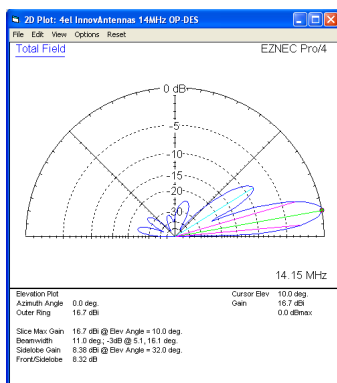 2D Plot: 4el InnovAntennas 14MHz OP-DES
File Edit View Options Reset
Total Field
EZNEC Pro/4
0 dB
-5
-10
-15
-20
-30
14.15 MHz
Elevation Plot
Azimuth Angle 0.0 deg.
Outer Ring 16.7 dBi
Cursor Elev 10.0 deg.
Gain 16.7 dBi
0.0 dBmax
Slice Max Gain 16.7 dBi @ Elev Angle = 10.0 deg.
Beamwidth 11.0 deg.; -3dB @ 5.1, 16.1 deg.
Sidelobe Gain 8.38 dBi @ Elev Angle = 32.0 deg.
Front/Sidelobe 8.32 dB